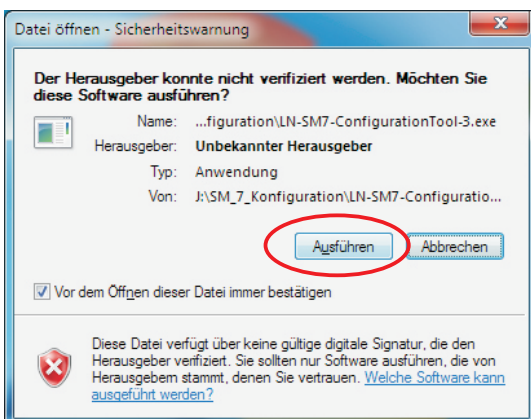 Datei öffnen - Sicherheitswarnung
Der Herausgeber konnte nicht verifiziert werden. Möchten Sie
diese Software ausführen?
Name: ...figuration\LN-SM7-ConfigurationTool-3.exe
Herausgeber: Unbekannter Herausgeber
Typ: Anwendung
Von: J:\SM_7_Konfiguration\LN-SM7-Configuratio...
Ausführen Abbrechen
Vor dem Öffnen dieser Datei immer bestätigen
Diese Datei verfügt über keine gültige digitale Signatur, die den
Herausgeber verifiziert. Sie sollten nur Software ausführen, die von
Herausgebern stammt, denen Sie vertrauen. Welche Software kann
ausgeführt werden?